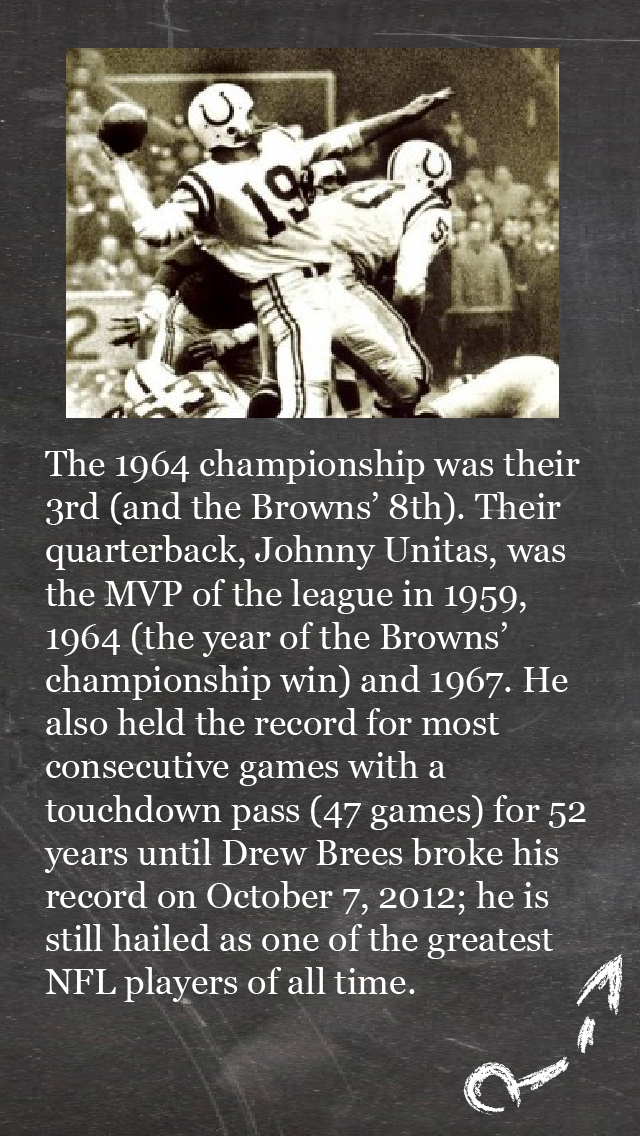 19
2
The 1964 championship was their
3rd (and the Browns’ 8th). Their
quarterback, Johnny Unitas, was
the MVP of the league in 1959,
1964 (the year of the Browns’
championship win) and 1967. He
also held the record for most
consecutive games with a
touchdown pass (47 games) for 52
years until Drew Brees broke his
record on October 7, 2012; he is
still hailed as one of the greatest
NFL players of all time.